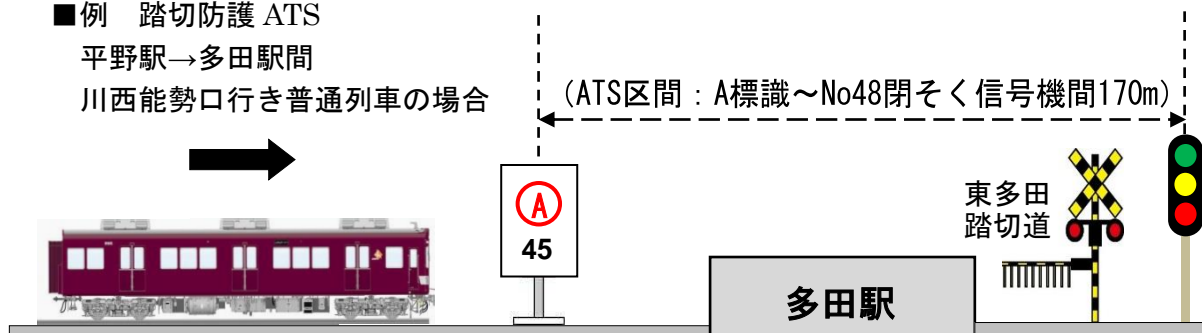 ■例　踏切防護 ATS
平野駅→多田駅間
川西能勢口行き普通列車の場合
（ATS区間：A標識～No48閉そく信号機間170m）
A
45
東多田
踏切道
多田駅